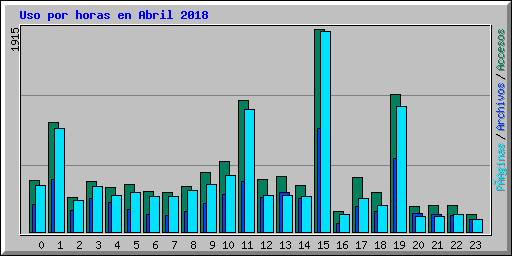 Uso por horas en Abril 2018
1915
0 1 2 3 4 5 6 7 8 9 10 11 12 13 14 15 16 17 18 19 20 21 22 23
PÃginas / Archivos / Accesos